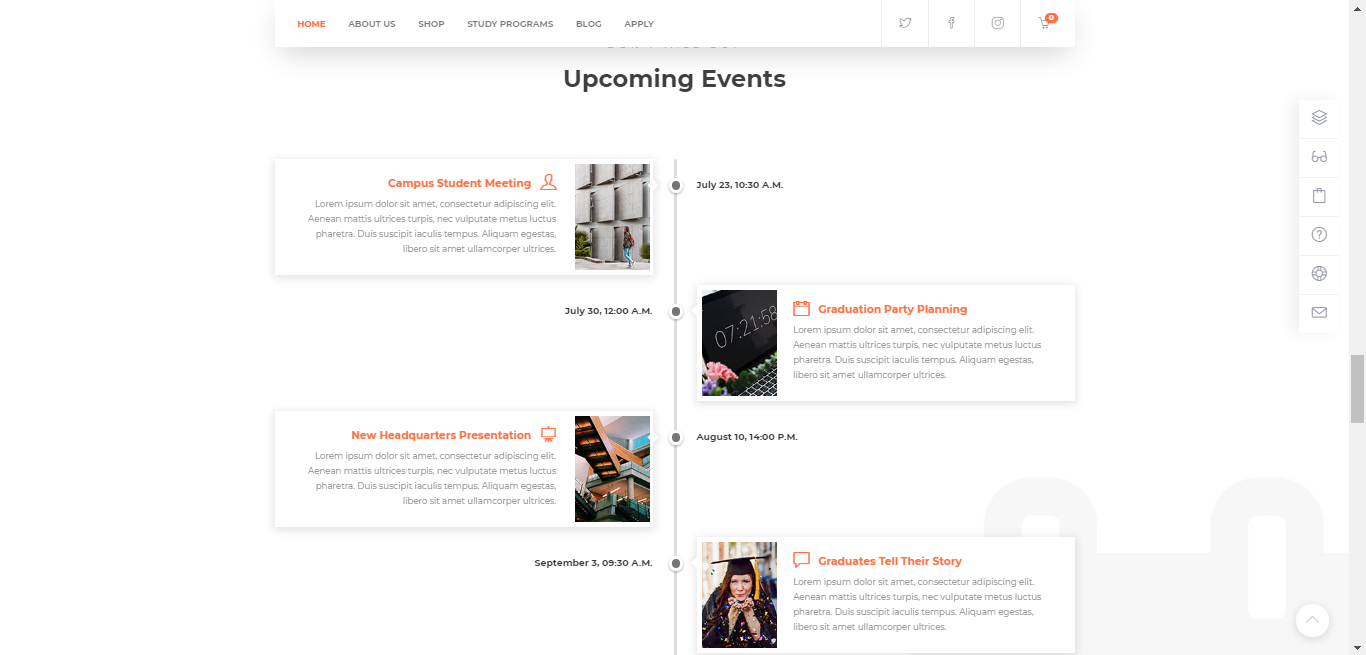 HOME ABOUT US SHOP STUDY PROGRAMS BLOG APPLY
0
Upcoming Events
Campus Student Meeting
Lorem ipsum dolor sit amet, consectetur adipiscing elit.
Aenean mattis ultrices turpis, nec vulputate metus luctus
pharetra. Duis suscipit iaculis tempus. Aliquam egestas,
libero sit amet ullamcorper ultrices.
July 23, 10:30 A.M.
July 30, 12:00 A.M.
07:21:58
Graduation Party Planning
Lorem ipsum dolor sit amet, consectetur adipiscing elit.
Aenean mattis ultrices turpis, nec vulputate metus luctus
pharetra. Duis suscipit iaculis tempus. Aliquam egestas,
libero sit amet ullamcorper ultrices.
New Headquarters Presentation
Lorem ipsum dolor sit amet, consectetur adipiscing elit.
Aenean mattis ultrices turpis, nec vulputate metus luctus
pharetra. Duis suscipit iaculis tempus. Aliquam egestas,
libero sit amet ullamcorper ultrices.
August 10, 14:00 P.M.
September 3, 09:30 A.M.
Graduates Tell Their Story
Lorem ipsum dolor sit amet, consectetur adipiscing elit.
Aenean mattis ultrices turpis, nec vulputate metus luctus
pharetra. Duis suscipit iaculis tempus. Aliquam egestas,
libero sit amet ullamcorper ultrices.